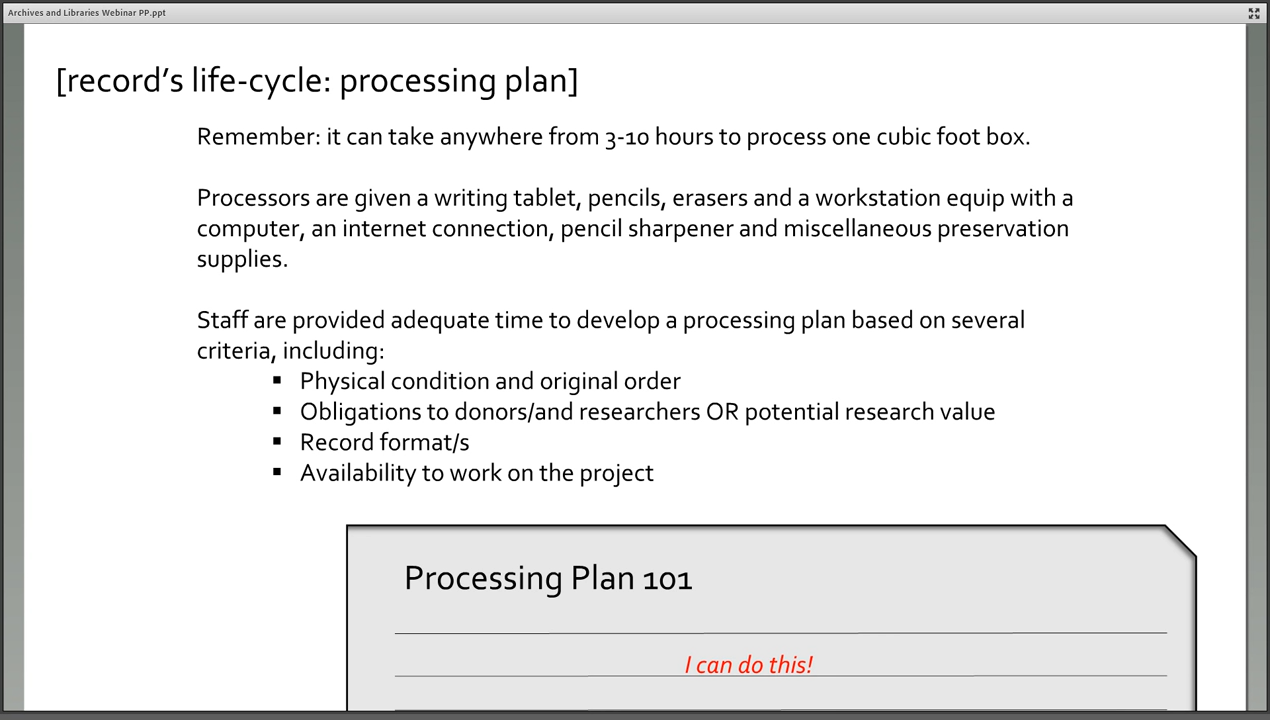 Archives and Libraries Webinar PP.ppt
[record’s life-cycle: processing plan]
Remember: it can take anywhere from 3-10 hours to process one cubic foot box.
Processors are given a writing tablet, pencils, erasers and a workstation equip with a
computer, an internet connection, pencil sharpener and miscellaneous preservation
supplies.
Staff are provided adequate time to develop a processing plan based on several
criteria, including:
▪ Physical condition and original order
▪ Obligations to donors/and researchers OR potential research value
▪ Record format/s
▪ Availability to work on the project
Processing Plan 101
I can do this!